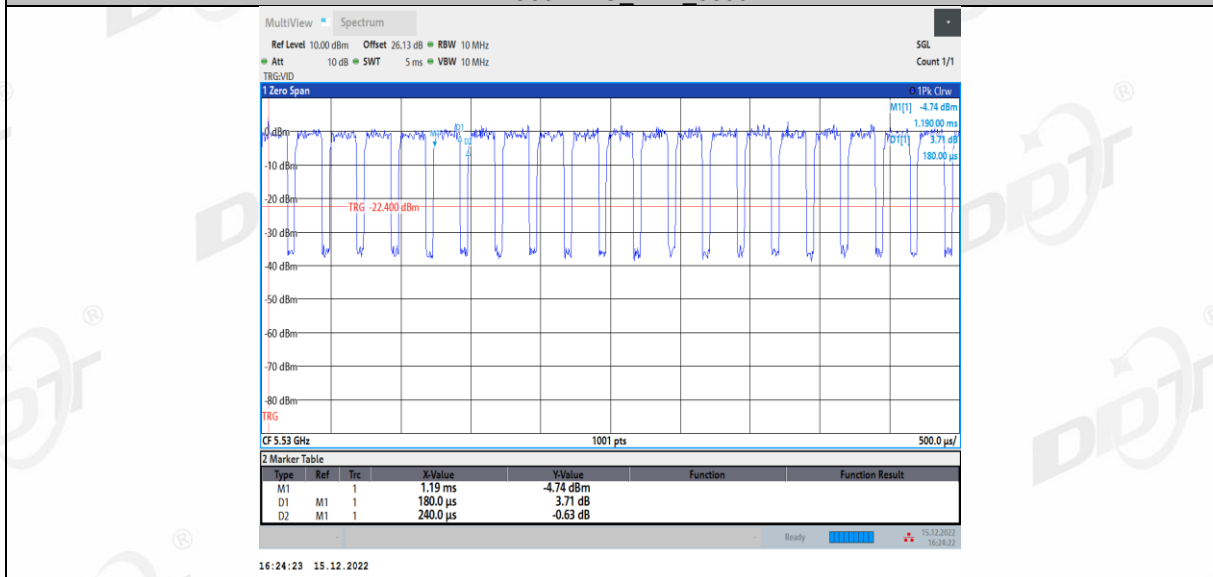 MultiView Spectrum
Ref Level 10.00 dBm Offset 26.13 dB RBW 10 MHz SGL
Att 10 dB SWT 5 ms VBW 10 MHz Count 1/1
TRG:VID
1 Zero Span 1Pk Clrw
M1[1] -4.74 dBm
1.190 00 ms
D1[1] 3.71 dB
180.00 µs
0 dBm
M1 D1 D2
-10 dBm
-20 dBm
TRG -22.400 dBm
-30 dBm
-40 dBm
-50 dBm
-60 dBm
-70 dBm
-80 dBm
TRG
CF 5.53 GHz 1001 pts 500.0 µs/
2 Marker Table
Type Ref Trc X-Value Y-Value Function Function Result
M1 1 1.19 ms -4.74 dBm
D1 M1 1 180.0 µs 3.71 dB
D2 M1 1 240.0 µs -0.63 dB
Ready 15.12.2022
16:24:22
16:24:23 15.12.2022
DDT
®